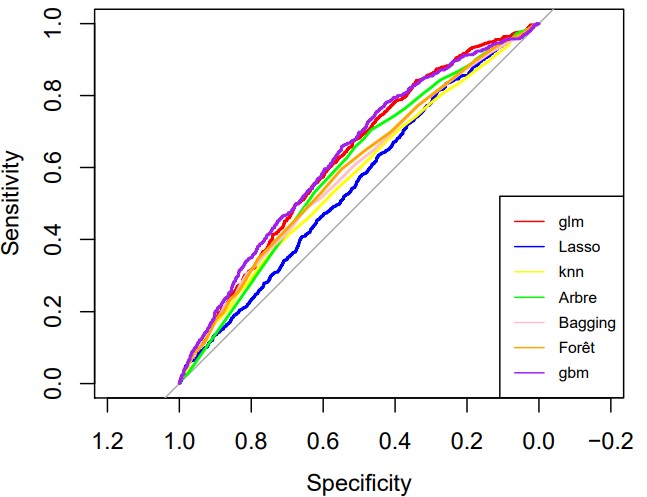 1.0
0.8
0.6
0.4
0.2
0.0
Sensitivity
glm
Lasso
knn
Arbre
Bagging
Forêt
gbm
1.2 1.0 0.8 0.6 0.4 0.2 0.0 −0.2
Specificity